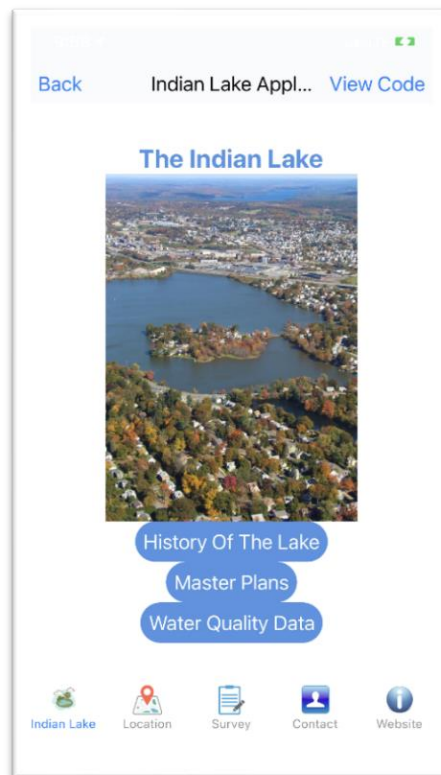 Back Indian Lake Appl... View Code
The Indian Lake
History Of The Lake
Master Plans
Water Quality Data
Indian Lake Location Survey Contact Website